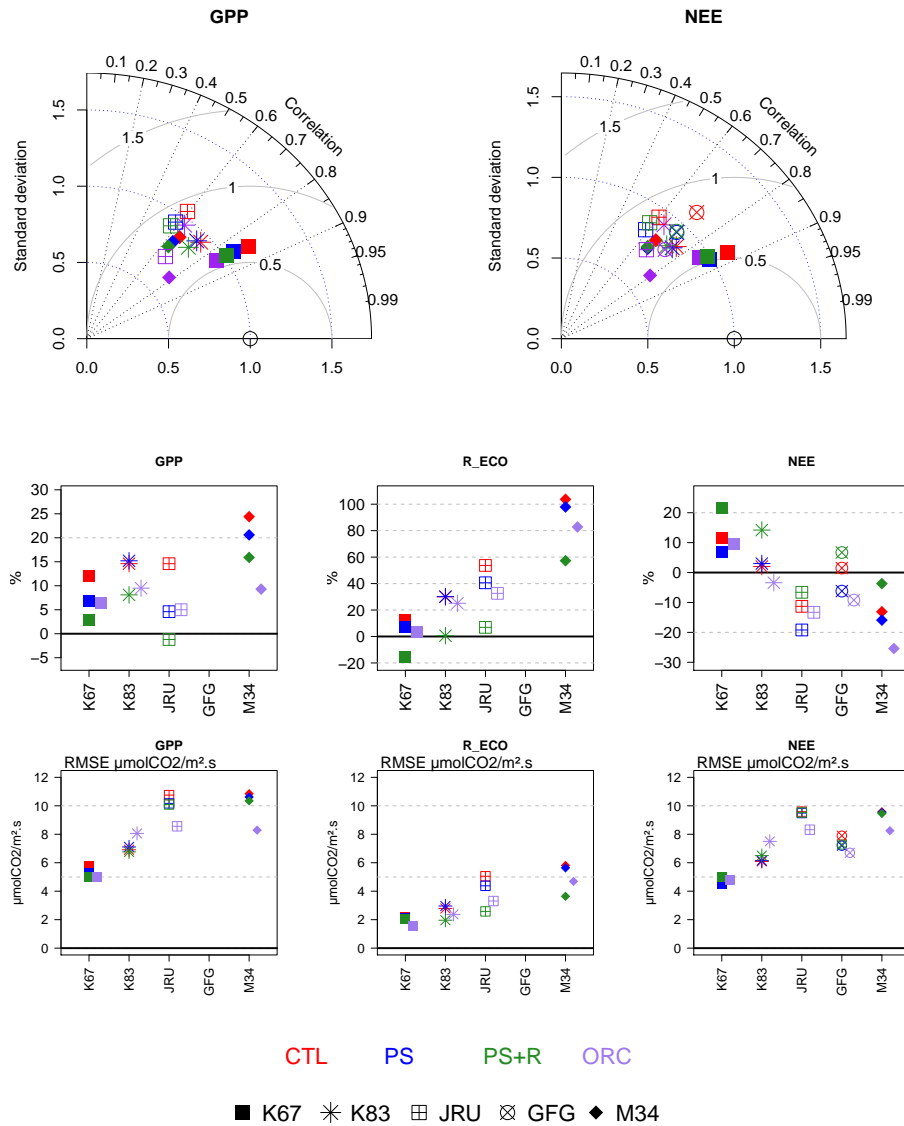 GPP
NEE
0.1 0.2 0.3 0.4 0.5 0.6 0.7 0.8 0.9 0.95 0.99
Correlation
Standard deviation
0.0 0.5 1.0 1.5
1.5 1 0.5
0.0 0.5 1.0 1.5
0.1 0.2 0.3 0.4 0.5 0.6 0.7 0.8 0.9 0.95 0.99
Correlation
Standard deviation
0.0 0.5 1.0 1.5
1.5 1 0.5
0.0 0.5 1.0 1.5
GPP
%
30
25
20
15
10
5
0
−5
K67 K83 JRU GFG M34
R_ECO
%
100
80
60
40
20
0
−20
K67 K83 JRU GFG M34
NEE
%
20
10
0
−10
−20
−30
K67 K83 JRU GFG M34
GPP
RMSE µmolCO2/m².s
µmolCO2/m².s
12
10
8
6
4
2
0
K67 K83 JRU GFG M34
R_ECO
RMSE µmolCO2/m².s
µmolCO2/m².s
12
10
8
6
4
2
0
K67 K83 JRU GFG M34
NEE
RMSE µmolCO2/m².s
µmolCO2/m².s
12
10
8
6
4
2
0
K67 K83 JRU GFG M34
CTL PS PS+R ORC
K67 K83 JRU GFG M34